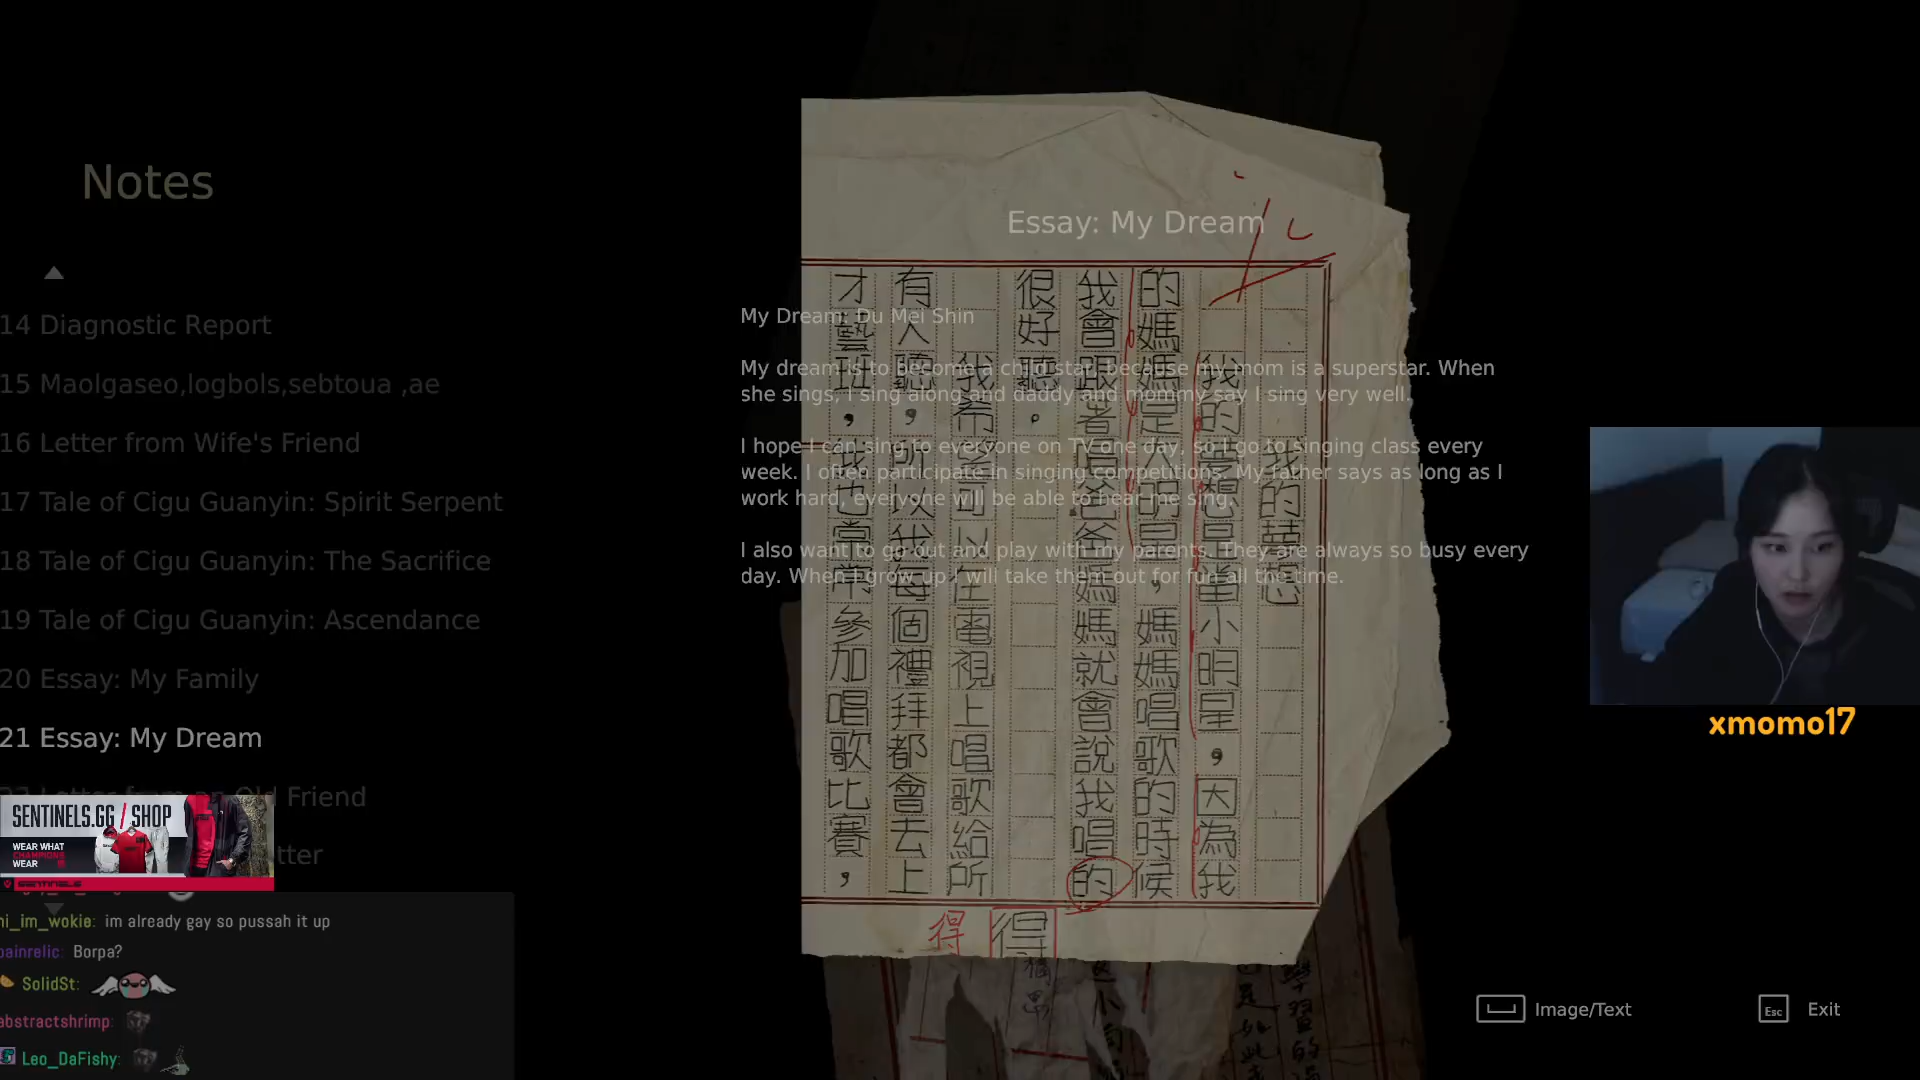 Notes
14 Diagnostic Report
15 Maolgaseo,logbols,sebtoua ,ae
16 Letter from Wife's Friend
17 Tale of Cigu Guanyin: Spirit Serpent
18 Tale of Cigu Guanyin: The Sacrifice
19 Tale of Cigu Guanyin: Ascendance
20 Essay: My Family
21 Essay: My Dream
Friend
tter
SENTINELS.GG / SHOP
WEAR WHAT
CHAMPIONS
WEAR
SENTINELS
hi_im_wokie: im already gay so pussah it up
painrelic: Borpa?
SolidSt:
abstractshrimp:
Leo_DaFishy:
Essay: My Dream
My Dream: Du Mei Shin
My dream is to become a child star, because my mom is a superstar. When
she sings, I sing along and daddy and mommy say I sing very well.
I hope I can sing to everyone on TV one day, so I go to singing class every
week. I often participate in singing competitions. My father says as long as I
work hard, everyone will be able to hear me sing.
I also want to go out and play with my parents. They are always so busy every
day. When I grow up I will take them out for fun all the time.
我的夢想
我的夢想是當小明星，因為我
的媽媽是大明星，媽媽唱歌的時候
我會跟著唱爸爸媽媽就會說我唱的
很好聽。
我希望可以在電視上唱歌給所
有人聽，所以我每個禮拜都會去上
才藝班，我也常常參加唱歌比賽，
得
得
xmomo17
Image/Text
Esc Exit